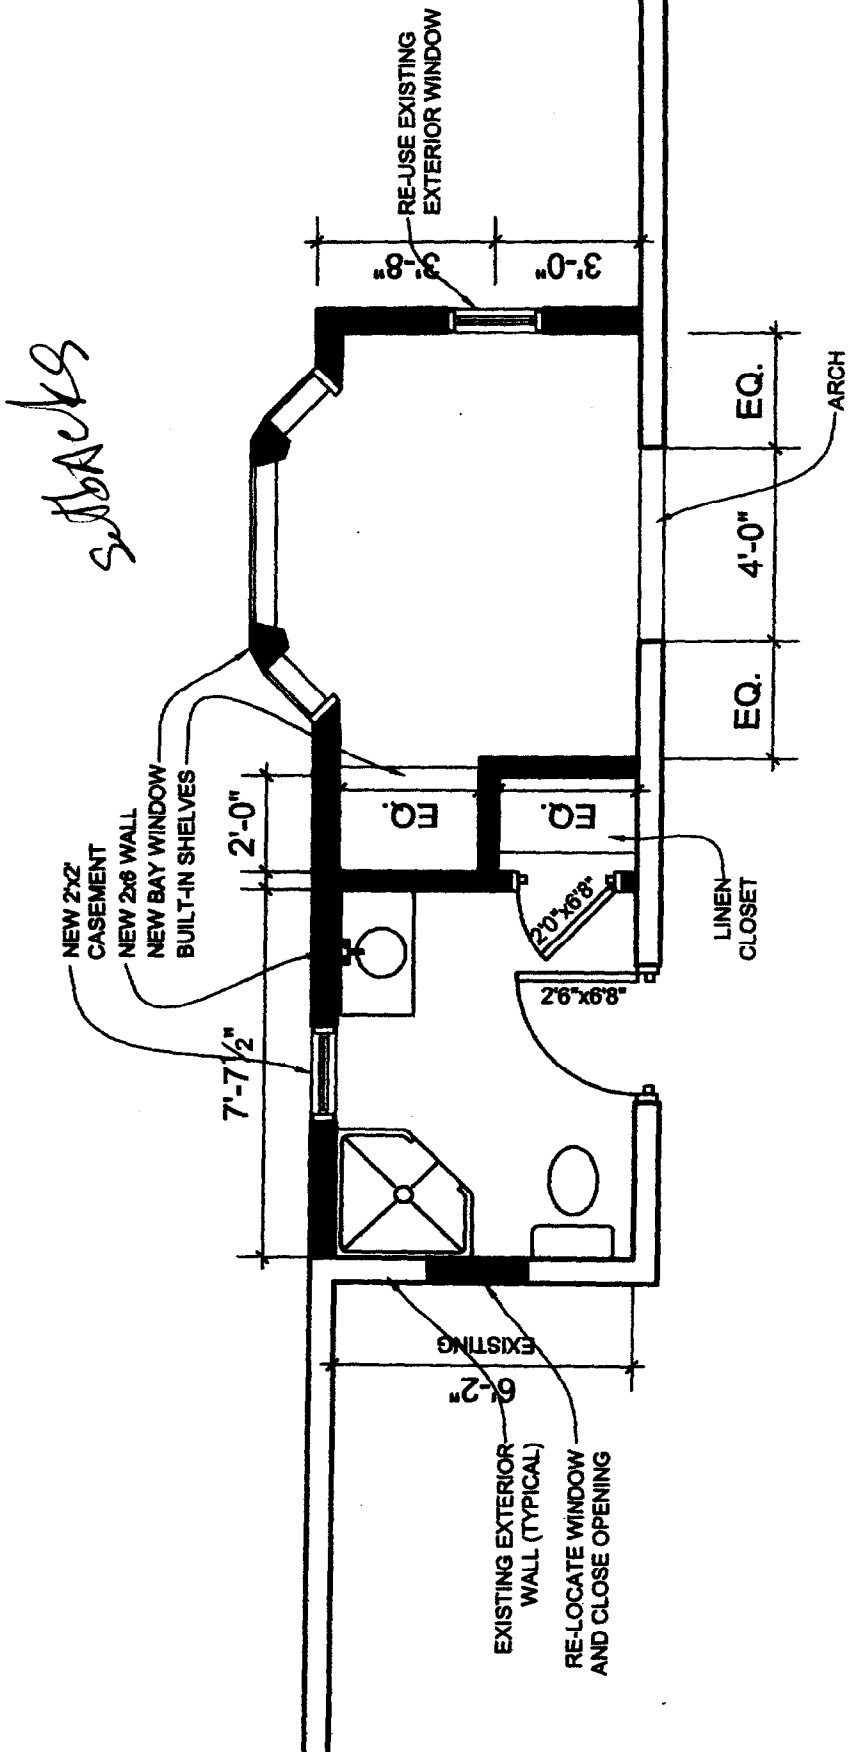 setbacks
NEW 2'x2'
CASEMENT
NEW 2x6 WALL
NEW BAY WINDOW
BUILT-IN SHELVES
7'-7½"
2'-0"
RE-USE EXISTING
EXTERIOR WINDOW
3'-8"
3'-0"
EQ.
EQ.
2'0"x6'8"
2'6"x6'8"
LINEN
CLOSET
EQ.
4'-0"
EQ.
ARCH
EXISTING
6'-2"
EXISTING EXTERIOR
WALL (TYPICAL)
RE-LOCATE WINDOW
AND CLOSE OPENING